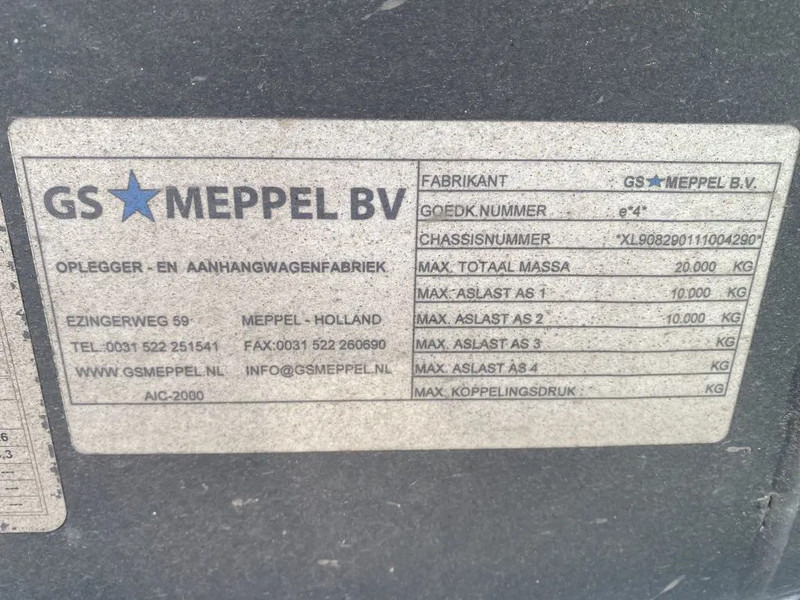 GS MEPPEL BV
OPLEGGER - EN AANHANGWAGENFABRIEK
EZINGERWEG 59 MEPPEL - HOLLAND
TEL:0031 522 251541 FAX:0031 522 260690
WWW.GSMEPPEL.NL INFO@GSMEPPEL.NL
AIC-2000
FABRIKANT : GS MEPPEL B.V.
GOEDK.NUMMER : e*4*
CHASSISNUMMER : *XL908290111004290*
MAX. TOTAAL MASSA : 20.000 KG
MAX. ASLAST AS 1 : 10.000 KG
MAX. ASLAST AS 2 : 10.000 KG
MAX. ASLAST AS 3 : KG
MAX. ASLAST AS 4 : KG
MAX. KOPPELINGSDRUK : KG